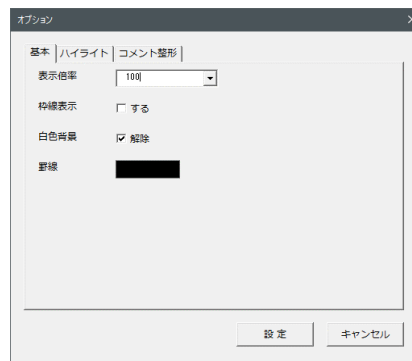 オプション
基本 ハイライト コメント整形
表示倍率 100
枠線表示 する
白色背景 解除
罫線
設定 キャンセル